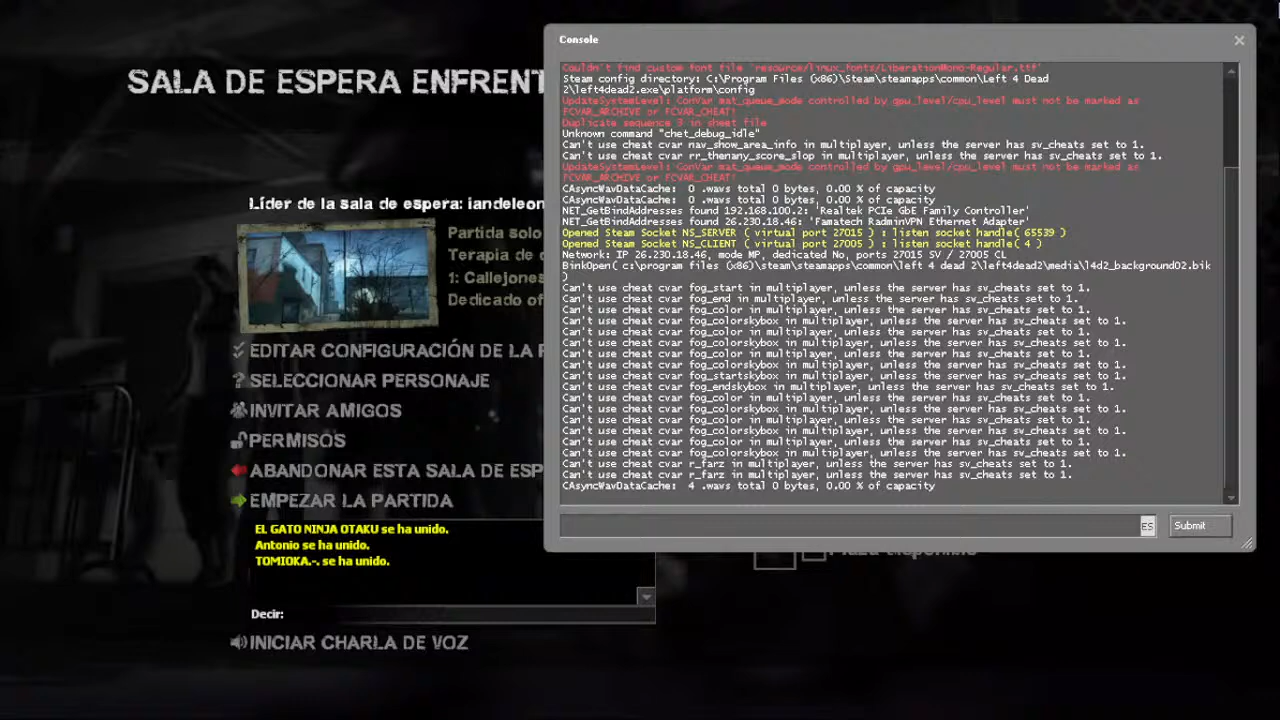 SALA DE ESPERA ENFRENT
Líder de la sala de espera: iandeleon
Partida solo
Terapia de
1: Callejones
Dedicado of
EDITAR CONFIGURACIÓN DE LA P
SELECCIONAR PERSONAJE
INVITAR AMIGOS
PERMISOS
ABANDONAR ESTA SALA DE ESP
EMPEZAR LA PARTIDA
EL GATO NINJA OTAKU se ha unido.
Antonio se ha unido.
TOMIOKA.-. se ha unido.
Decir:
INICIAR CHARLA DE VOZ
Console
Couldn't find custom font file 'resource/linux_fonts/LiberationMono-Regular.ttf'
Steam config directory: C:\Program Files (x86)\Steam\steamapps\common\Left 4 Dead
2\left4dead2.exe\platform\config
UpdateSystemLevel: ConVar mat_queue_mode controlled by gpu_level/cpu_level must not be marked as
FCVAR_ARCHIVE or FCVAR_CHEAT!
Duplicate sequence 3 in sheet file
Unknown command "chet_debug_idle"
Can't use cheat cvar nav_show_area_info in multiplayer, unless the server has sv_cheats set to 1.
Can't use cheat cvar rr_thenany_score_slop in multiplayer, unless the server has sv_cheats set to 1.
UpdateSystemLevel: ConVar mat_queue_mode controlled by gpu_level/cpu_level must not be marked as
FCVAR_ARCHIVE or FCVAR_CHEAT!
CAsyncWavDataCache:  0 .wavs total 0 bytes, 0.00 % of capacity
CAsyncWavDataCache:  0 .wavs total 0 bytes, 0.00 % of capacity
NET_GetBindAddresses found 192.168.100.2: 'Realtek PCIe GbE Family Controller'
NET_GetBindAddresses found 26.230.18.46: 'Famatech RadminVPN Ethernet Adapter'
Opened Steam Socket NS_SERVER ( virtual port 27015 ) : listen socket handle( 65539 )
Opened Steam Socket NS_CLIENT ( virtual port 27005 ) : listen socket handle( 4 )
Network: IP 26.230.18.46, mode MP, dedicated No, ports 27015 SV / 27005 CL
BinkOpen( c:\program files (x86)\steam\steamapps\common\left 4 dead 2\left4dead2\media\l4d2_background02.bik
)
Can't use cheat cvar fog_start in multiplayer, unless the server has sv_cheats set to 1.
Can't use cheat cvar fog_end in multiplayer, unless the server has sv_cheats set to 1.
Can't use cheat cvar fog_color in multiplayer, unless the server has sv_cheats set to 1.
Can't use cheat cvar fog_colorskybox in multiplayer, unless the server has sv_cheats set to 1.
Can't use cheat cvar fog_color in multiplayer, unless the server has sv_cheats set to 1.
Can't use cheat cvar fog_colorskybox in multiplayer, unless the server has sv_cheats set to 1.
Can't use cheat cvar fog_color in multiplayer, unless the server has sv_cheats set to 1.
Can't use cheat cvar fog_colorskybox in multiplayer, unless the server has sv_cheats set to 1.
Can't use cheat cvar fog_startskybox in multiplayer, unless the server has sv_cheats set to 1.
Can't use cheat cvar fog_endskybox in multiplayer, unless the server has sv_cheats set to 1.
Can't use cheat cvar fog_color in multiplayer, unless the server has sv_cheats set to 1.
Can't use cheat cvar fog_colorskybox in multiplayer, unless the server has sv_cheats set to 1.
Can't use cheat cvar fog_color in multiplayer, unless the server has sv_cheats set to 1.
Can't use cheat cvar fog_colorskybox in multiplayer, unless the server has sv_cheats set to 1.
Can't use cheat cvar fog_color in multiplayer, unless the server has sv_cheats set to 1.
Can't use cheat cvar fog_colorskybox in multiplayer, unless the server has sv_cheats set to 1.
Can't use cheat cvar r_farz in multiplayer, unless the server has sv_cheats set to 1.
Can't use cheat cvar r_farz in multiplayer, unless the server has sv_cheats set to 1.
CAsyncWavDataCache:  4 .wavs total 0 bytes, 0.00 % of capacity
ES
Submit
Plaza disponible